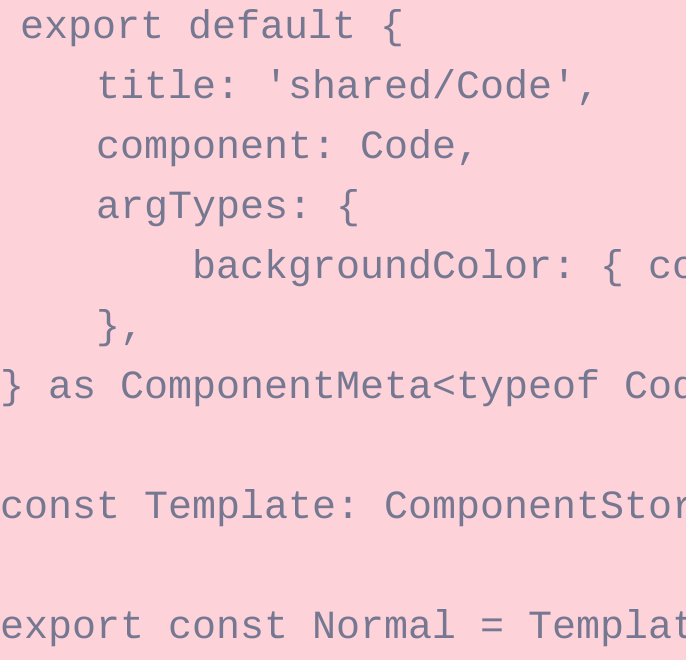 export default {
title: 'shared/Code',
component: Code,
argTypes: {
backgroundColor: { co
},
} as ComponentMeta<typeof Cod
const Template: ComponentStor
export const Normal = Templat